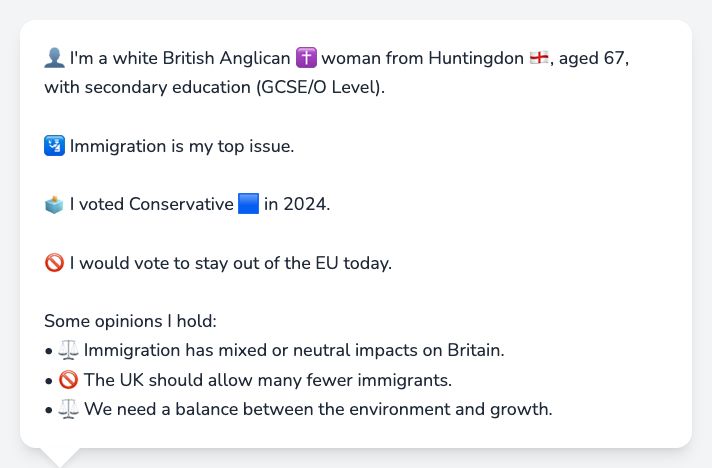 👤 I'm a white British Anglican ✝️ woman from Huntingdon 🏴󠁧󠁢󠁥󠁮󠁧󠁿, aged 67,
with secondary education (GCSE/O Level).
🛂 Immigration is my top issue.
🗳️ I voted Conservative 🟦 in 2024.
🚫 I would vote to stay out of the EU today.
Some opinions I hold:
• ⚖️ Immigration has mixed or neutral impacts on Britain.
• 🚫 The UK should allow many fewer immigrants.
• ⚖️ We need a balance between the environment and growth.